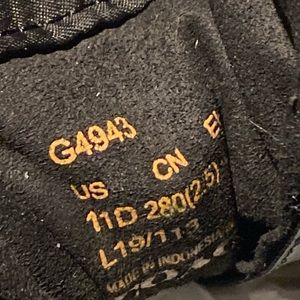 G4943
US CN
11D 280(2.5)
L19/113
MADE IN INDONESIA